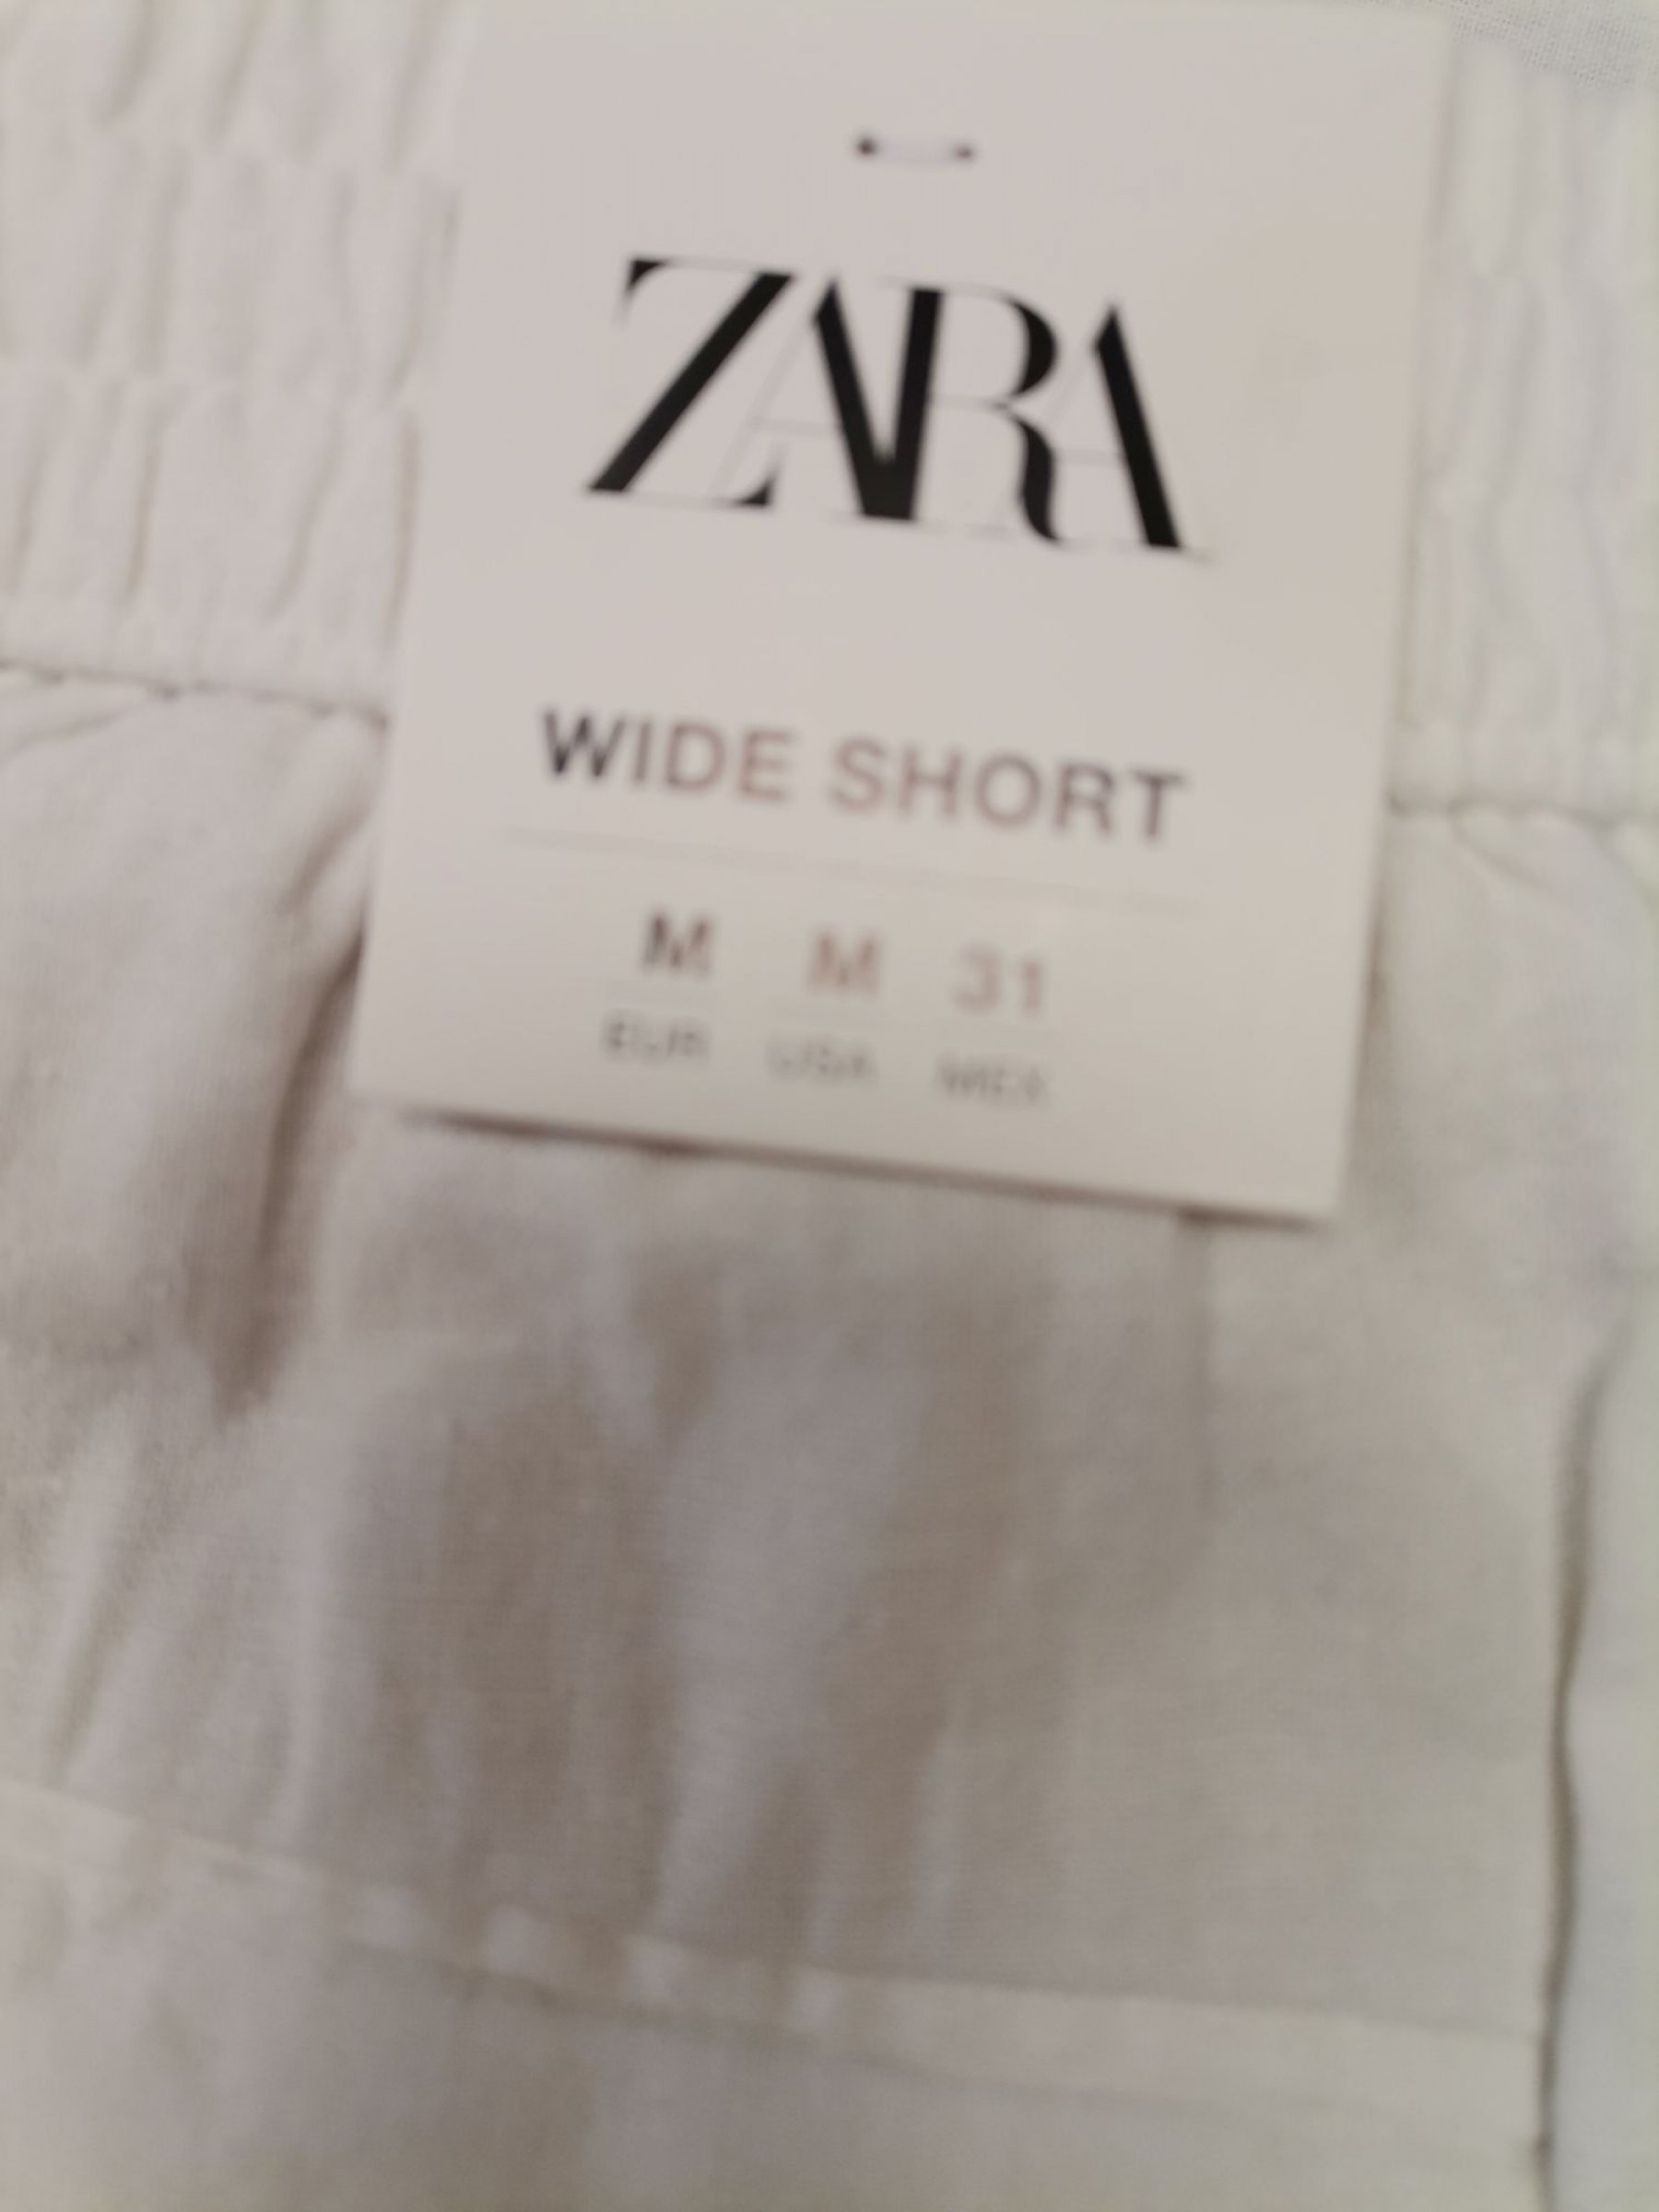 ZARA
WIDE SHORT
M M 31
EUR USA MEX